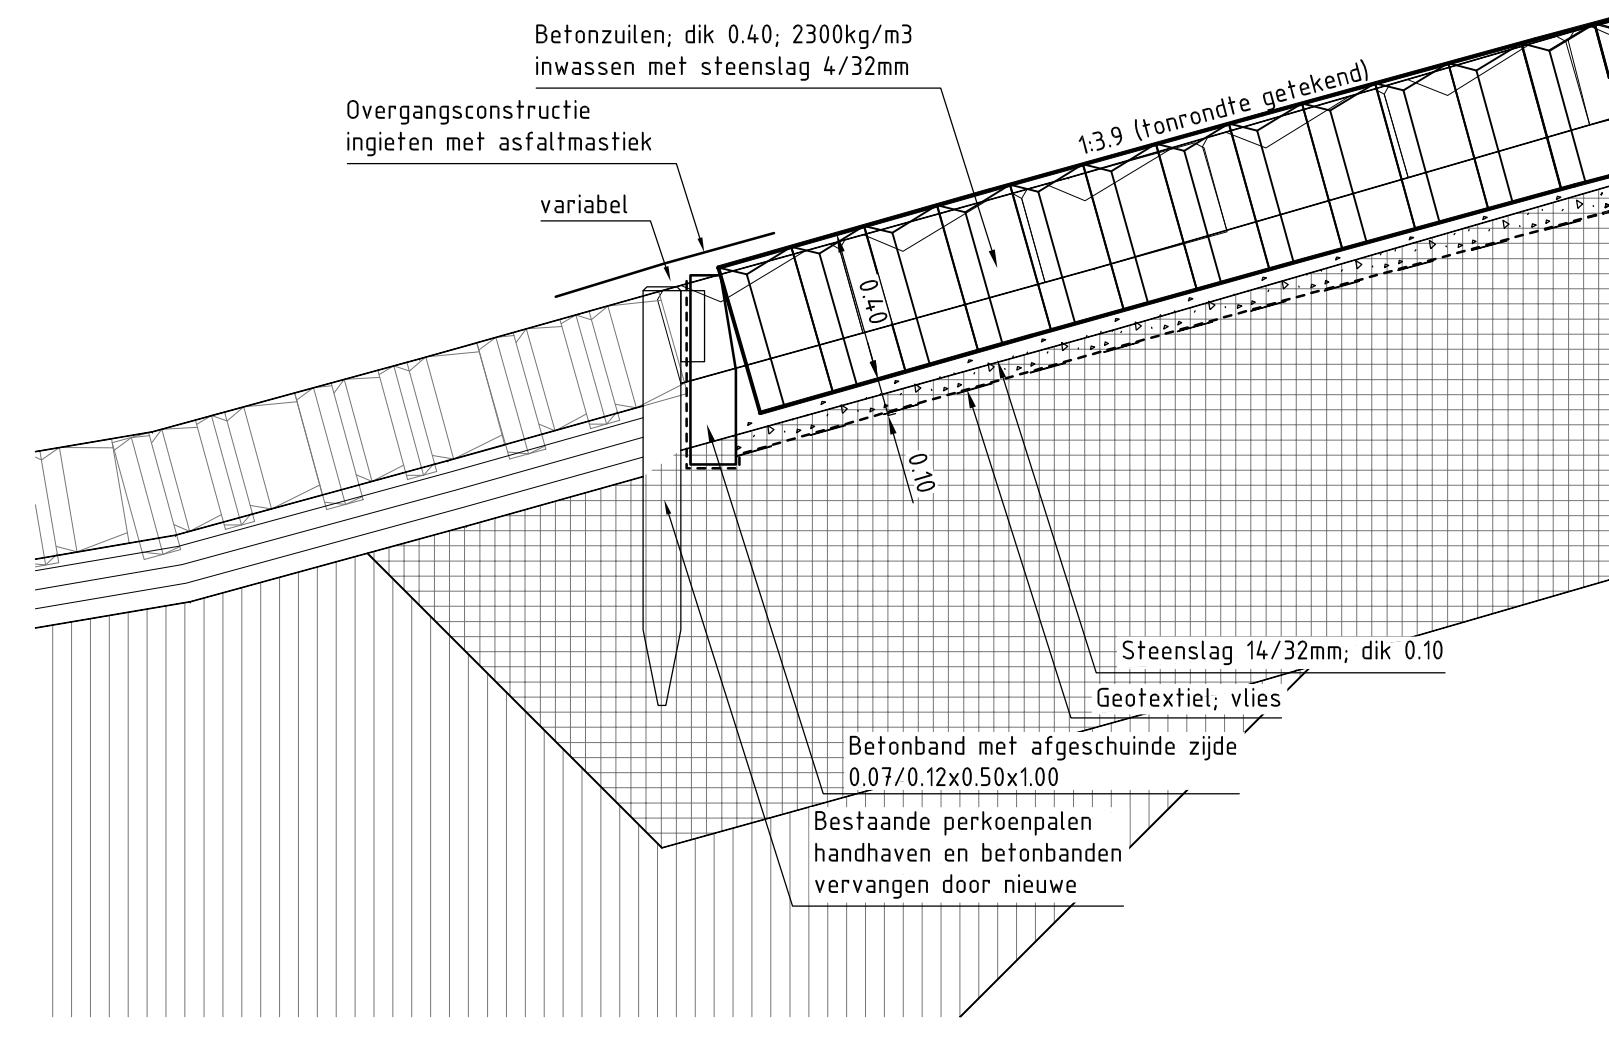 Betonzuilen; dik 0.40; 2300kg/m3
inwassen met steenslag 4/32mm
Overgangsconstructie
ingieten met asfaltmastiek
variabel
1:3.9 (tonrondte getekend)
0.40
0.10
Steenslag 14/32mm; dik 0.10
Geotextiel; vlies
Betonband met afgeschuinde zijde
0.07/0.12x0.50x1.00
Bestaande perkoenpalen
handhaven en betonbanden
vervangen door nieuwe